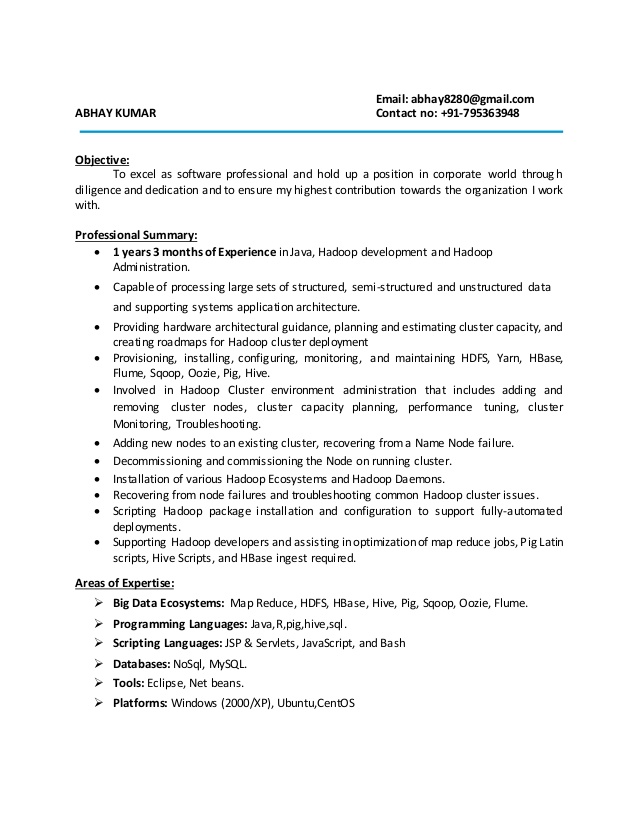 Email: abhay8280@gmail.com
ABHAY KUMAR Contact no: +91-795363948
Objective:
To excel as software professional and hold up a position in corporate world through
diligence and dedication and to ensure my highest contribution towards the organization I work
with.
Professional Summary:
• 1 years 3 months of Experience in Java, Hadoop development and Hadoop
Administration.
• Capable of processing large sets of structured, semi-structured and unstructured data
and supporting systems application architecture.
• Providing hardware architectural guidance, planning and estimating cluster capacity, and
creating roadmaps for Hadoop cluster deployment
• Provisioning, installing, configuring, monitoring, and maintaining HDFS, Yarn, HBase,
Flume, Sqoop, Oozie, Pig, Hive.
• Involved in Hadoop Cluster environment administration that includes adding and
removing cluster nodes, cluster capacity planning, performance tuning, cluster
Monitoring, Troubleshooting.
• Adding new nodes to an existing cluster, recovering from a Name Node failure.
• Decommissioning and commissioning the Node on running cluster.
• Installation of various Hadoop Ecosystems and Hadoop Daemons.
• Recovering from node failures and troubleshooting common Hadoop cluster issues.
• Scripting Hadoop package installation and configuration to support fully-automated
deployments.
• Supporting Hadoop developers and assisting in optimization of map reduce jobs, Pig Latin
scripts, Hive Scripts, and HBase ingest required.
Areas of Expertise:
➢ Big Data Ecosystems: Map Reduce, HDFS, HBase, Hive, Pig, Sqoop, Oozie, Flume.
➢ Programming Languages: Java,R,pig,hive,sql.
➢ Scripting Languages: JSP & Servlets, JavaScript, and Bash
➢ Databases: NoSql, MySQL.
➢ Tools: Eclipse, Net beans.
➢ Platforms: Windows (2000/XP), Ubuntu,CentOS